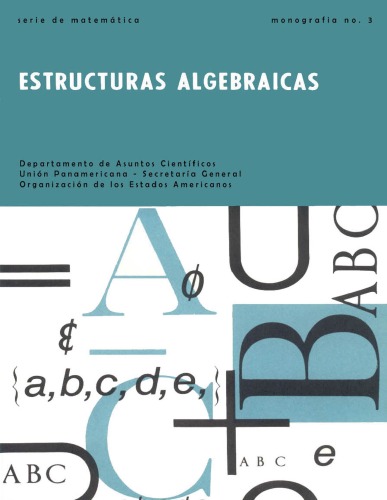 serie de matemática monografía no. 3
ESTRUCTURAS ALGEBRAICAS
Departamento de Asuntos Científicos
Unión Panamericana - Secretaría General
Organización de los Estados Americanos
A
ø
U
ABC
¢
{a,b,c,d,e,}
B
C
+
ABC
ABC
e